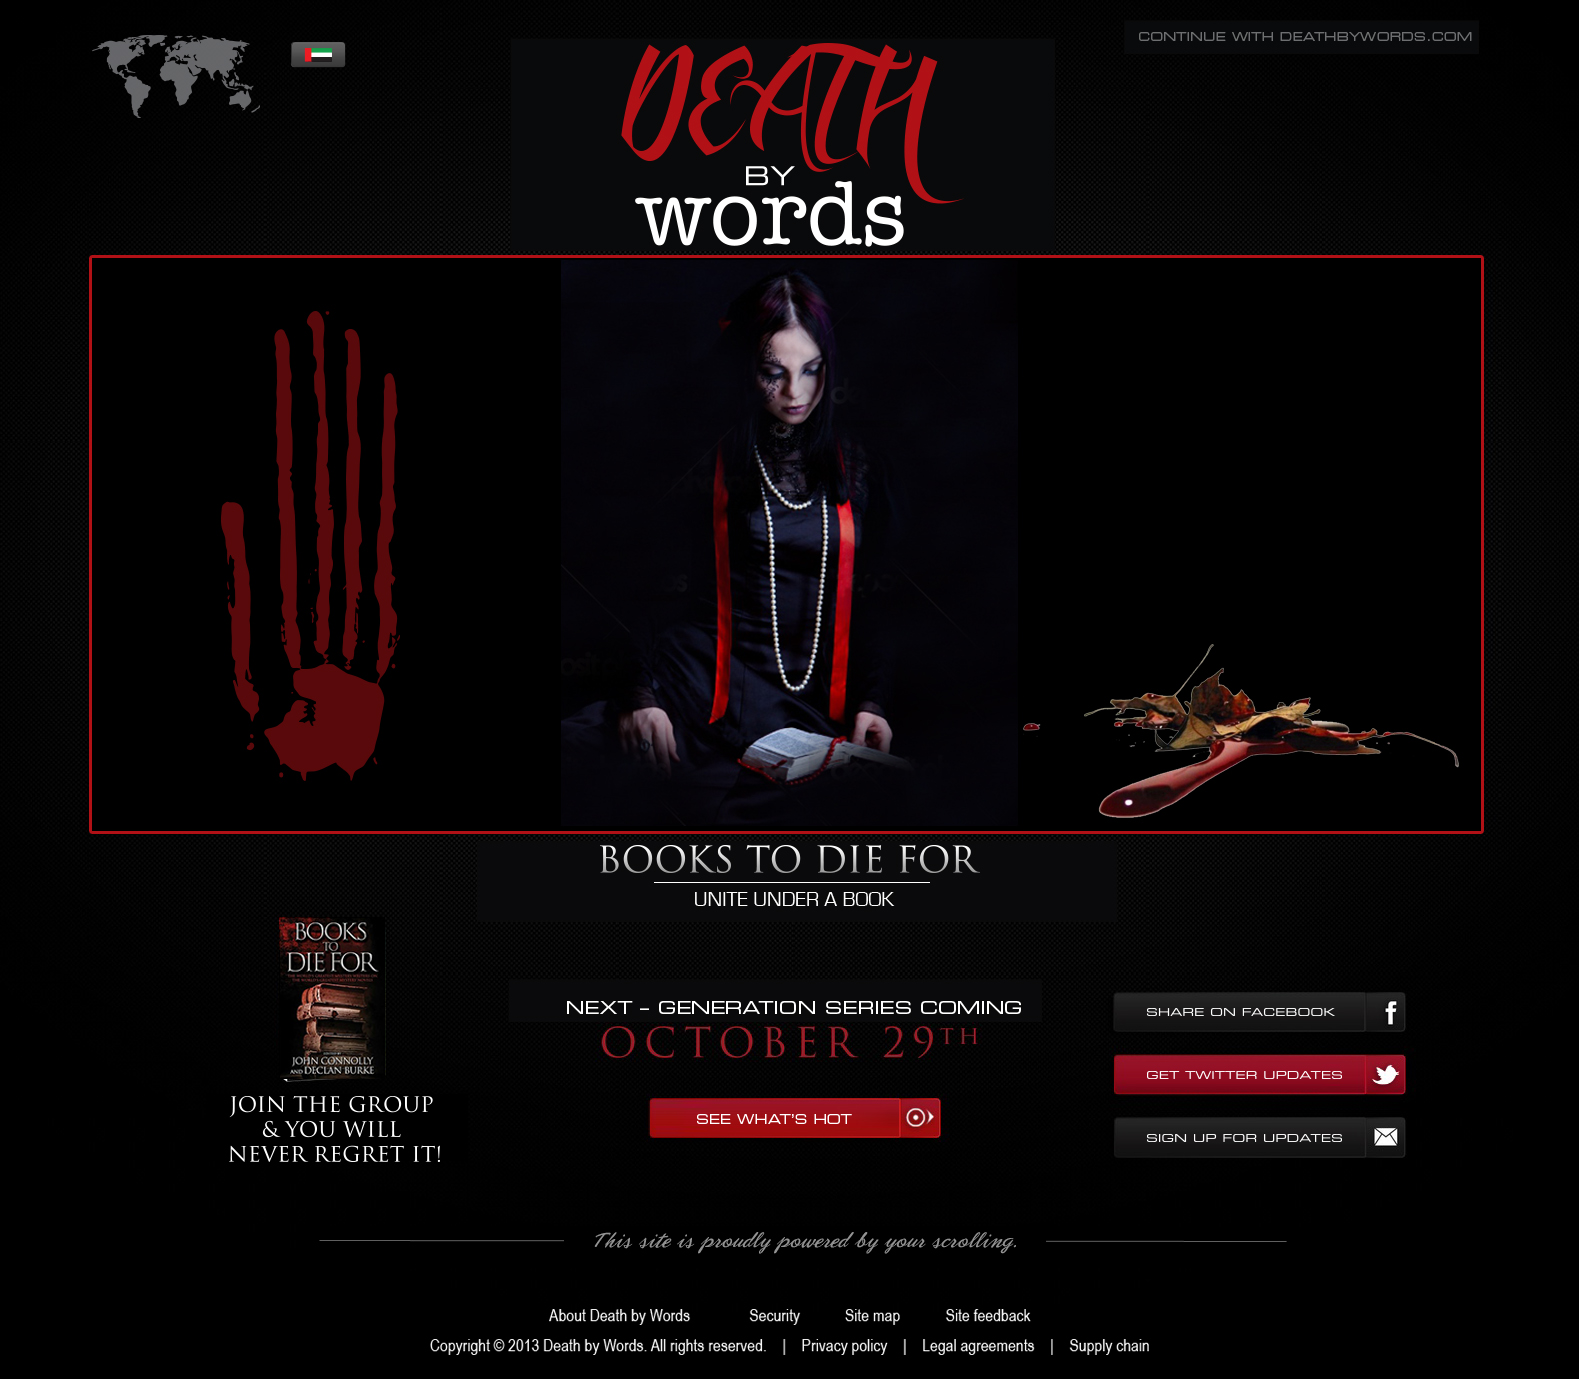 CONTINUE WITH DEATHBYWORDS.COM
DEATH
BY
words
BOOKS TO DIE FOR
UNITE UNDER A BOOK
BOOKS
TO
DIE FOR
JOHN CONNOLLY
AND DECLAN BURKE
JOIN THE GROUP
& YOU WILL
NEVER REGRET IT!
NEXT - GENERATION SERIES COMING
OCTOBER 29TH
SEE WHAT'S HOT
SHARE ON FACEBOOK
GET TWITTER UPDATES
SIGN UP FOR UPDATES
This site is proudly powered by your scrolling.
About Death by Words Security Site map Site feedback
Copyright © 2013 Death by Words. All rights reserved. | Privacy policy | Legal agreements | Supply chain